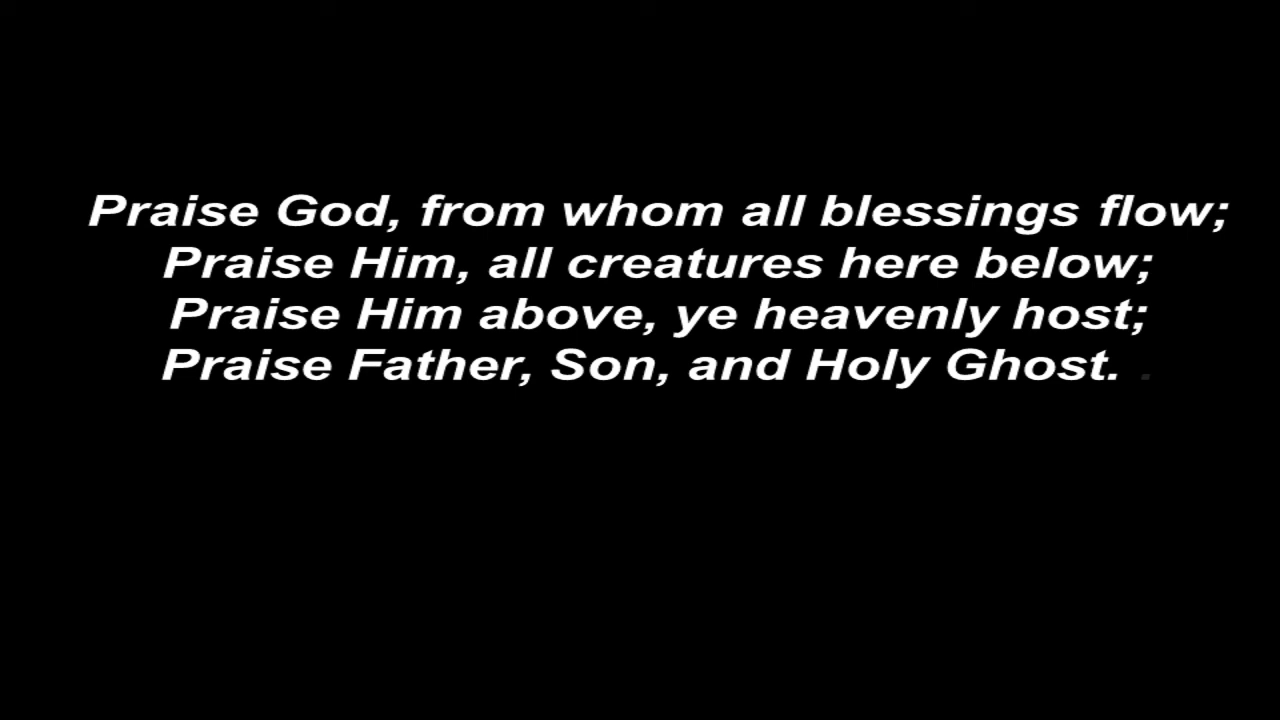 Praise God, from whom all blessings flow;
Praise Him, all creatures here below;
Praise Him above, ye heavenly host;
Praise Father, Son, and Holy Ghost. .